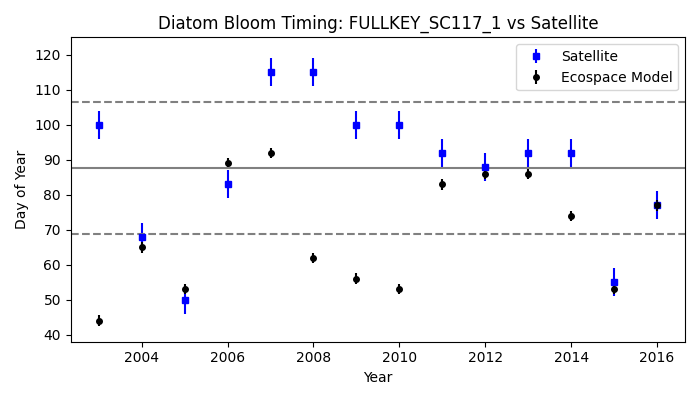 Diatom Bloom Timing: FULLKEY_SC117_1 vs Satellite
Satellite
Ecospace Model
Day of Year
120
110
100
90
80
70
60
50
40
2004 2006 2008 2010 2012 2014 2016
Year